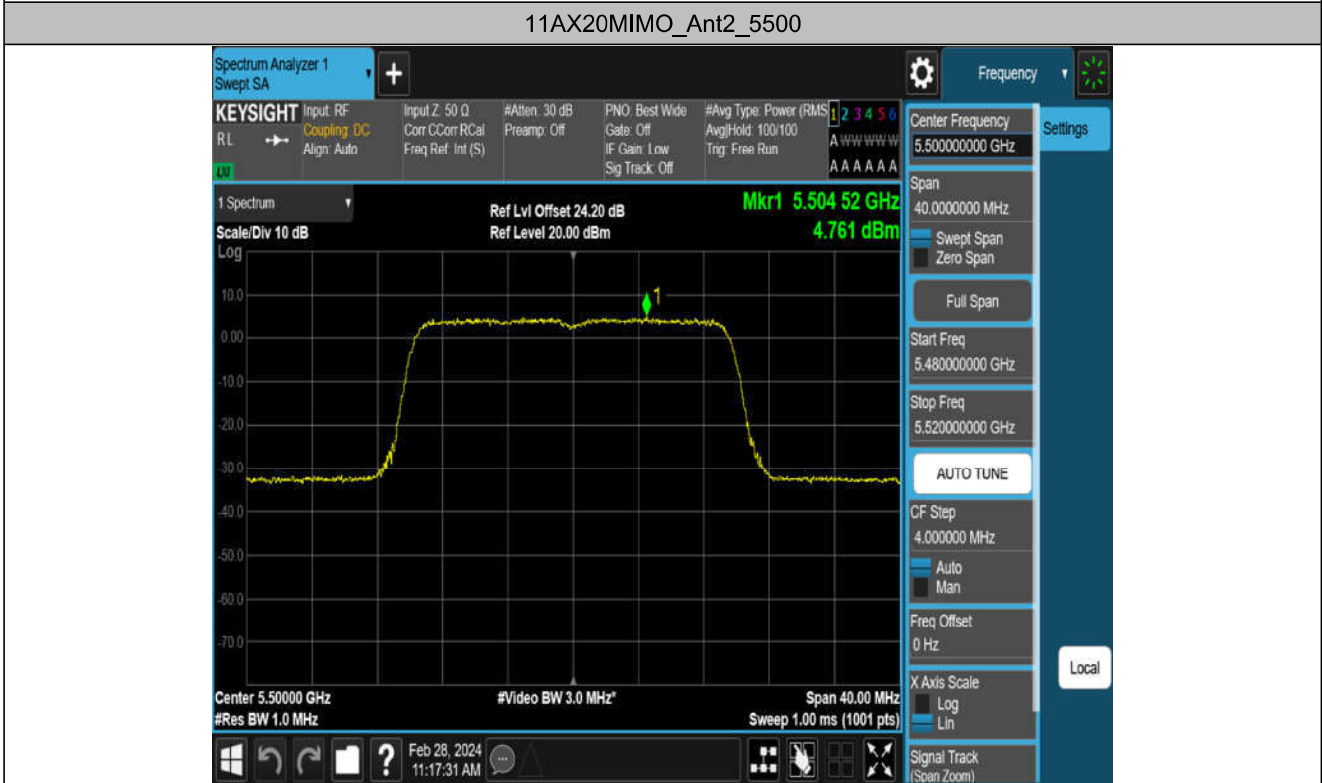 11AX20MIMO_Ant2_5500
Spectrum Analyzer 1
Swept SA
Frequency
KEYSIGHT
RL
LXI
Input: RF
Coupling: DC
Align: Auto
Input Z: 50 Ω
Corr CCorr RCal
Freq Ref: Int (S)
#Atten: 30 dB
Preamp: Off
PNO: Best Wide
Gate: Off
IF Gain: Low
Sig Track: Off
#Avg Type: Power (RMS
Avg|Hold: 100/100
Trig: Free Run
1 2 3 4 5 6
A W W W W W
A A A A A A
1 Spectrum
Scale/Div 10 dB
Ref Lvl Offset 24.20 dB
Ref Level 20.00 dBm
Mkr1 5.504 52 GHz
4.761 dBm
Log
10.0
0.00
-10.0
-20.0
-30.0
-40.0
-50.0
-60.0
-70.0
1
Center 5.50000 GHz
#Res BW 1.0 MHz
#Video BW 3.0 MHz*
Span 40.00 MHz
Sweep 1.00 ms (1001 pts)
Feb 28, 2024
11:17:31 AM
Center Frequency
5.500000000 GHz
Settings
Span
40.0000000 MHz
Swept Span
Zero Span
Full Span
Start Freq
5.480000000 GHz
Stop Freq
5.520000000 GHz
AUTO TUNE
CF Step
4.000000 MHz
Auto
Man
Freq Offset
0 Hz
X Axis Scale
Log
Lin
Local
Signal Track
(Span Zoom)